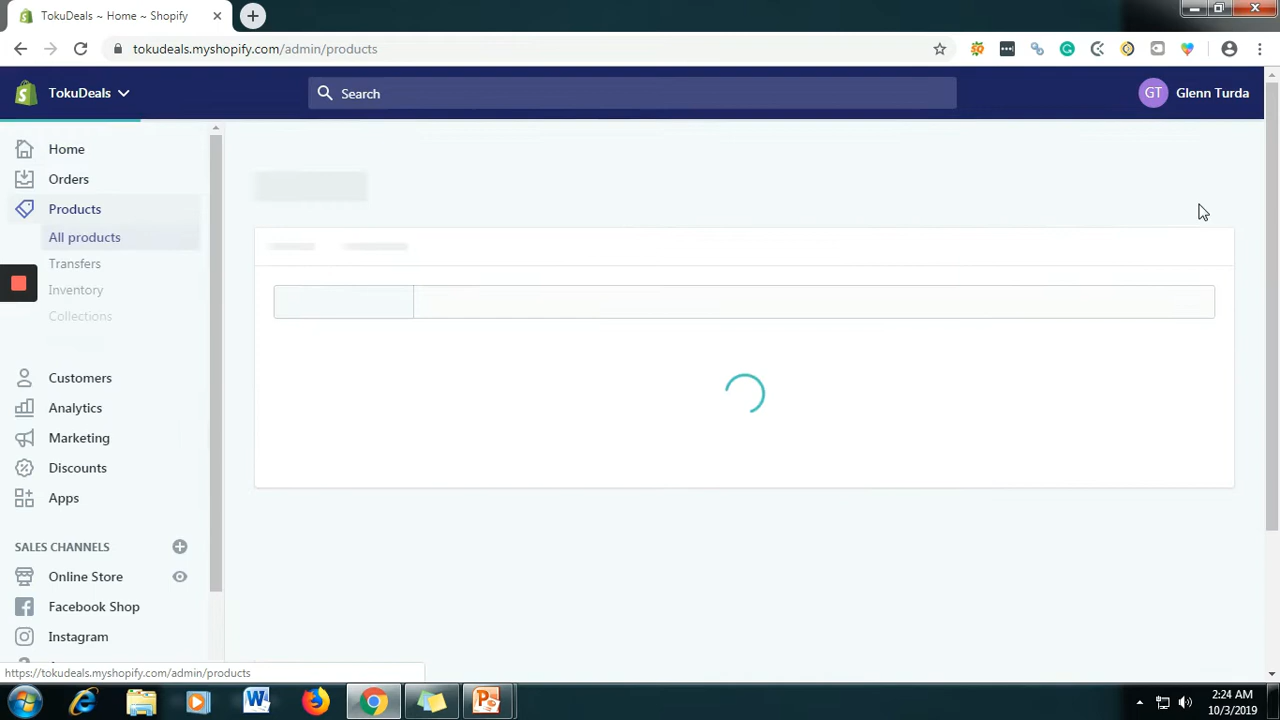 TokuDeals ~ Home ~ Shopify
tokudeals.myshopify.com/admin/products
TokuDeals
Search
GT
Glenn Turda
Home
Orders
Products
All products
Transfers
Inventory
Collections
Customers
Analytics
Marketing
Discounts
Apps
SALES CHANNELS
Online Store
Facebook Shop
Instagram
https://tokudeals.myshopify.com/admin/products
2:24 AM
10/3/2019